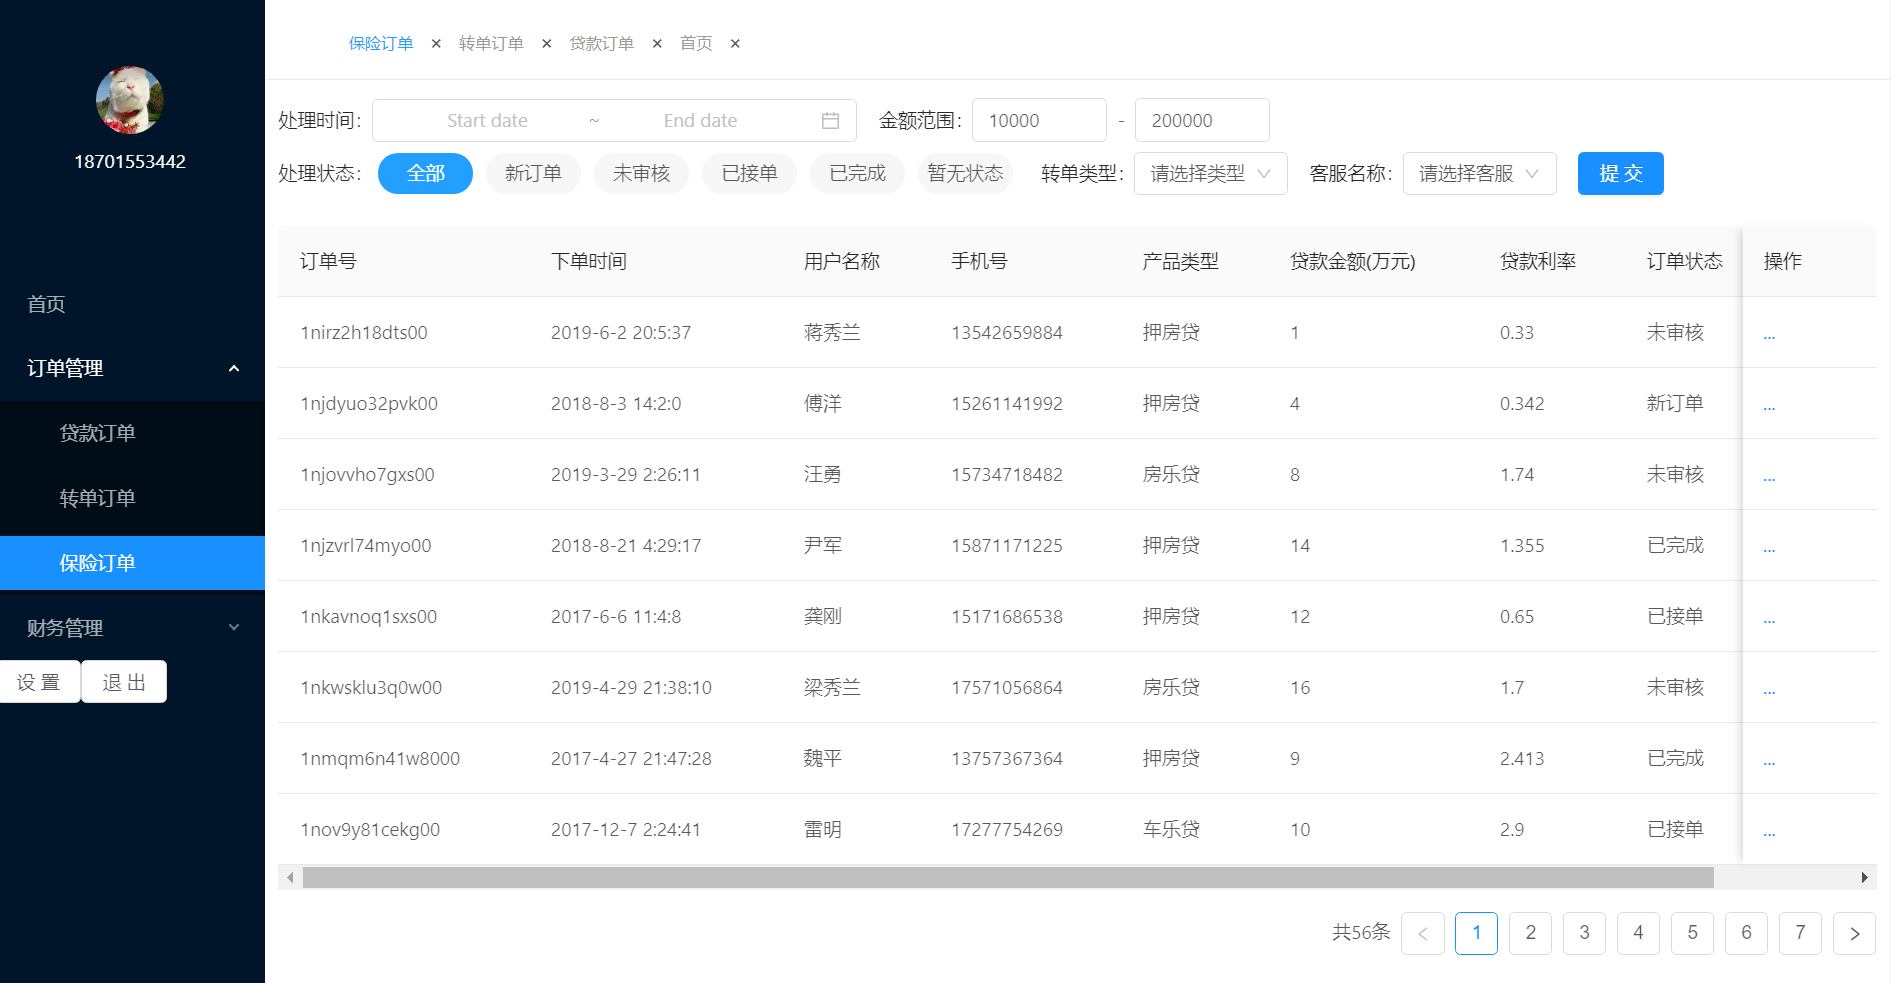 18701553442
首页
订单管理
贷款订单
转单订单
保险订单
财务管理
设 置 退 出
保险订单 × 转单订单 × 贷款订单 × 首页 ×
处理时间: Start date ~ End date 金额范围: 10000 - 200000
处理状态: 全部 新订单 未审核 已接单 已完成 暂无状态 转单类型: 请选择类型 客服名称: 请选择客服 提 交
订单号 下单时间 用户名称 手机号 产品类型 贷款金额(万元) 贷款利率 订单状态 操作
1nirz2h18dts00 2019-6-2 20:5:37 蒋秀兰 13542659884 押房贷 1 0.33 未审核 ...
1njdyuo32pvk00 2018-8-3 14:2:0 傅洋 15261141992 押房贷 4 0.342 新订单 ...
1njovvho7gxs00 2019-3-29 2:26:11 汪勇 15734718482 房乐贷 8 1.74 未审核 ...
1njzvrl74myo00 2018-8-21 4:29:17 尹军 15871171225 押房贷 14 1.355 已完成 ...
1nkavnoq1sxs00 2017-6-6 11:4:8 龚刚 15171686538 押房贷 12 0.65 已接单 ...
1nkwsklu3q0w00 2019-4-29 21:38:10 梁秀兰 17571056864 房乐贷 16 1.7 未审核 ...
1nmqm6n41w8000 2017-4-27 21:47:28 魏平 13757367364 押房贷 9 2.413 已完成 ...
1nov9y81cekg00 2017-12-7 2:24:41 雷明 17277754269 车乐贷 10 2.9 已接单 ...
共56条 < 1 2 3 4 5 6 7 >